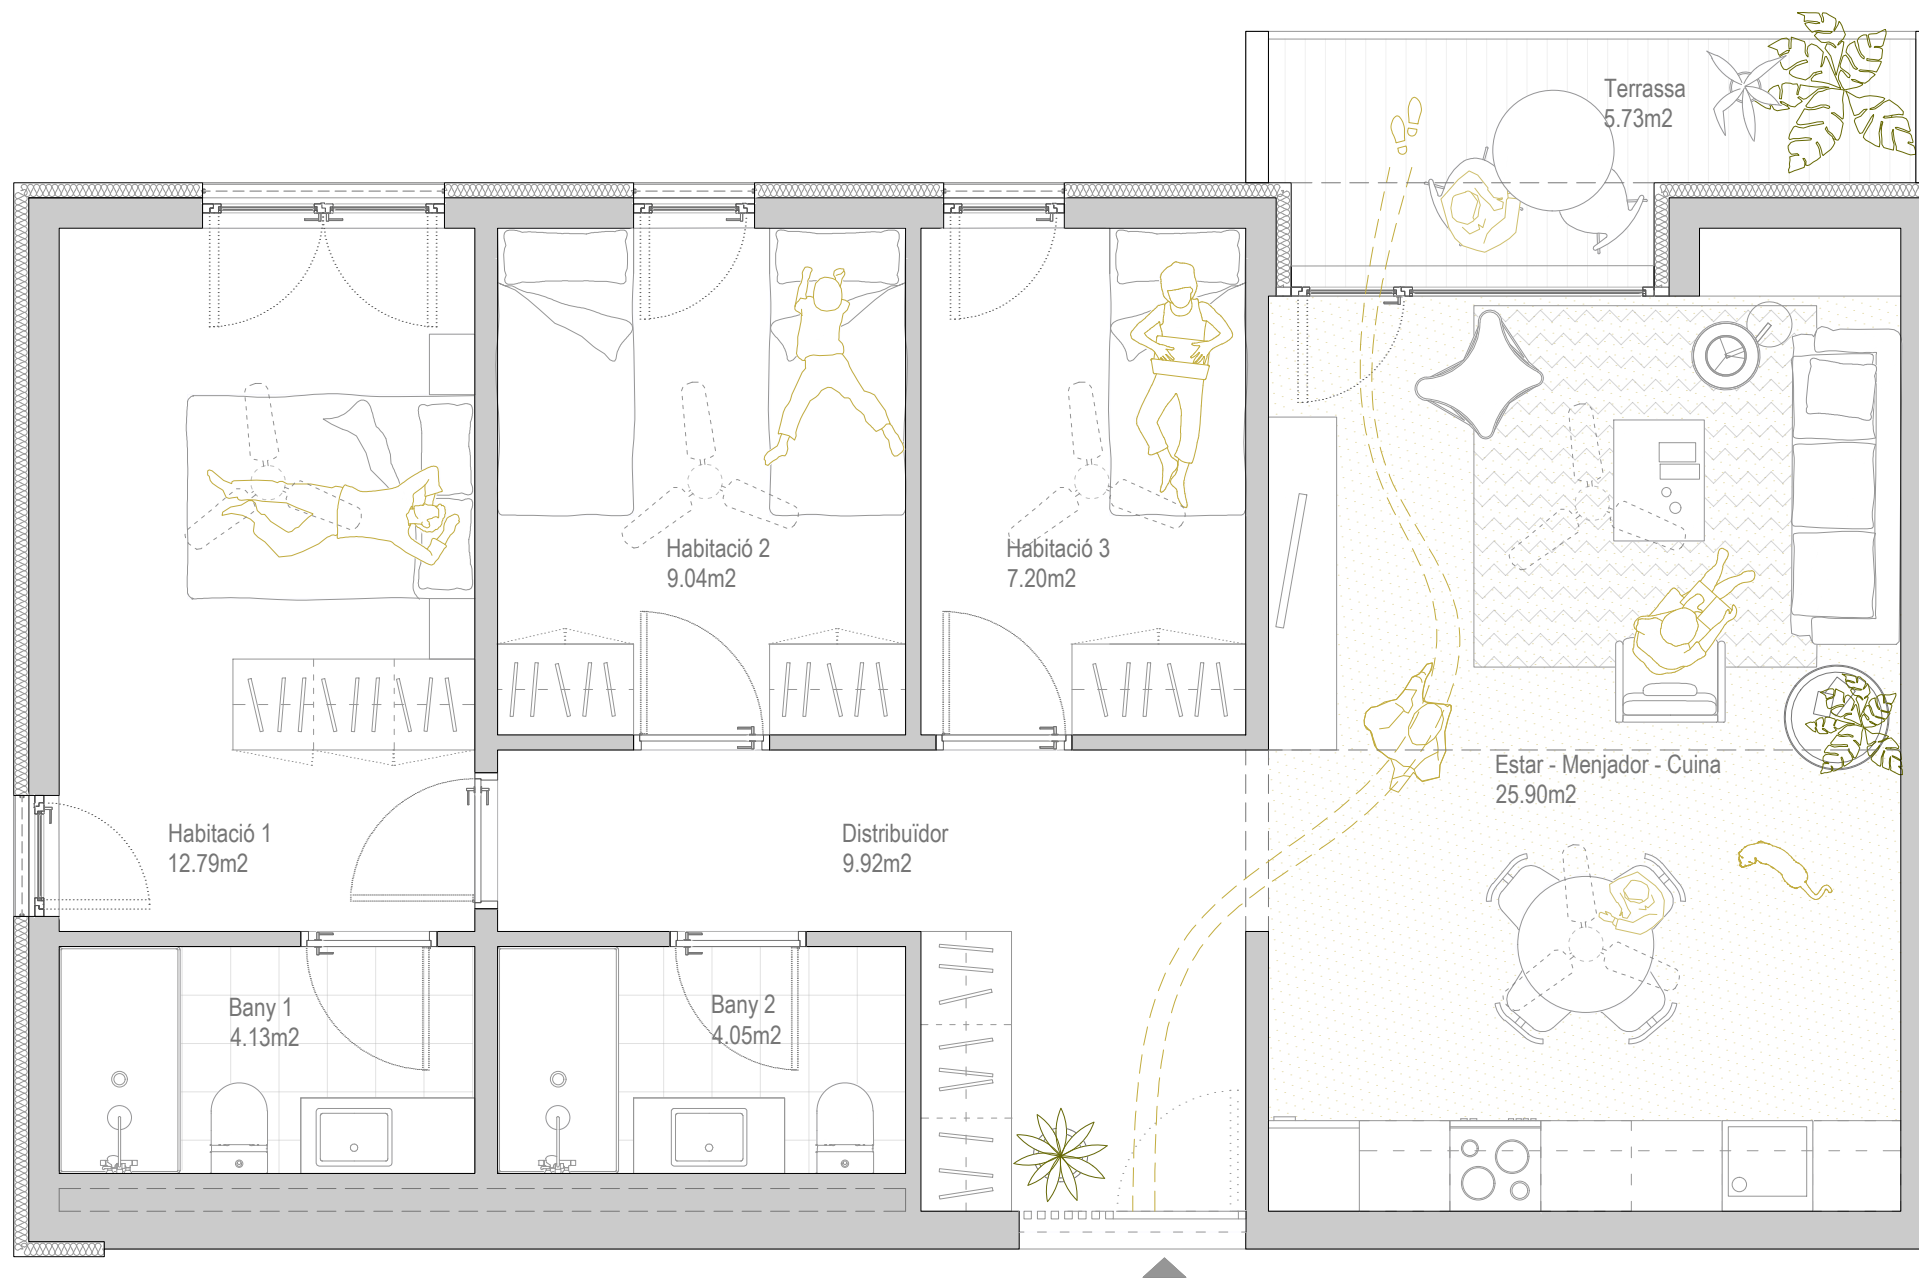 Terrassa
5.73m2
Habitació 2
9.04m2
Habitació 3
7.20m2
Estar - Menjador - Cuina
25.90m2
Habitació 1
12.79m2
Distribuïdor
9.92m2
Bany 1
4.13m2
Bany 2
4.05m2